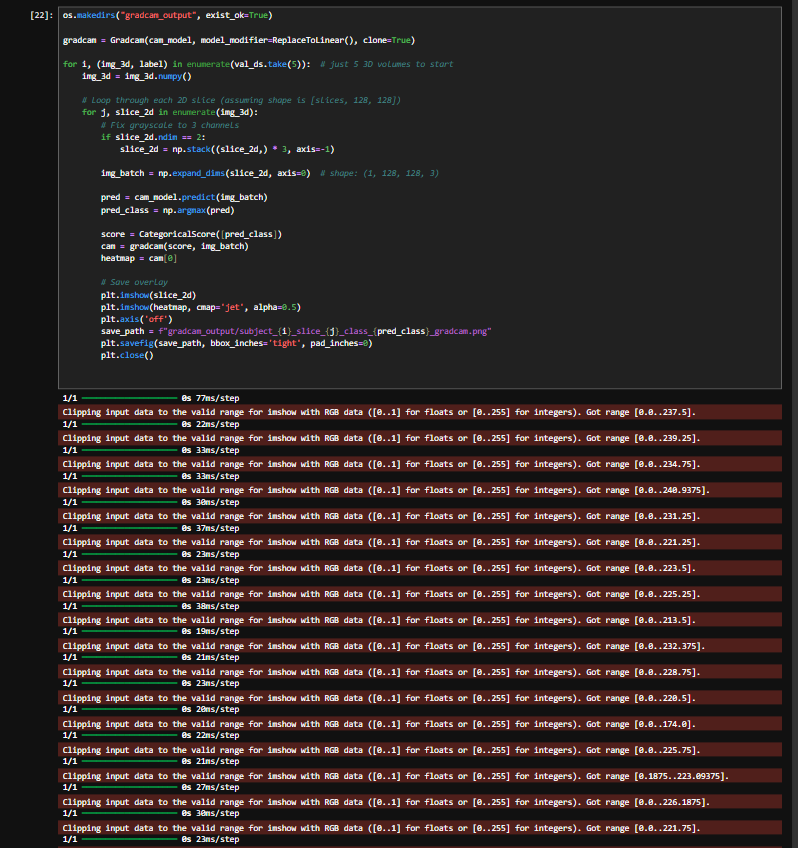 [22]: os.makedirs("gradcam_output", exist_ok=True)
gradcam = Gradcam(cam_model, model_modifier=ReplaceToLinear(), clone=True)
for i, (img_3d, label) in enumerate(val_ds.take(5)):  # just 5 3D volumes to start
    img_3d = img_3d.numpy()
    # Loop through each 2D slice (assuming shape is [slices, 128, 128])
    for j, slice_2d in enumerate(img_3d):
        # Fix grayscale to 3 channels
        if slice_2d.ndim == 2:
            slice_2d = np.stack((slice_2d,) * 3, axis=-1)
        img_batch = np.expand_dims(slice_2d, axis=0)  # shape: (1, 128, 128, 3)
        pred = cam_model.predict(img_batch)
        pred_class = np.argmax(pred)
        score = CategoricalScore([pred_class])
        cam = gradcam(score, img_batch)
        heatmap = cam[0]
        # Save overlay
        plt.imshow(slice_2d)
        plt.imshow(heatmap, cmap='jet', alpha=0.5)
        plt.axis('off')
        save_path = f"gradcam_output/subject_{i}_slice_{j}_class_{pred_class}_gradcam.png"
        plt.savefig(save_path, bbox_inches='tight', pad_inches=0)
        plt.close()
1/1 0s 77ms/step
Clipping input data to the valid range for imshow with RGB data ([0..1] for floats or [0..255] for integers). Got range [0.0..237.5].
1/1 0s 22ms/step
Clipping input data to the valid range for imshow with RGB data ([0..1] for floats or [0..255] for integers). Got range [0.0..239.25].
1/1 0s 33ms/step
Clipping input data to the valid range for imshow with RGB data ([0..1] for floats or [0..255] for integers). Got range [0.0..234.75].
1/1 0s 33ms/step
Clipping input data to the valid range for imshow with RGB data ([0..1] for floats or [0..255] for integers). Got range [0.0..240.9375].
1/1 0s 30ms/step
Clipping input data to the valid range for imshow with RGB data ([0..1] for floats or [0..255] for integers). Got range [0.0..231.25].
1/1 0s 37ms/step
Clipping input data to the valid range for imshow with RGB data ([0..1] for floats or [0..255] for integers). Got range [0.0..221.25].
1/1 0s 23ms/step
Clipping input data to the valid range for imshow with RGB data ([0..1] for floats or [0..255] for integers). Got range [0.0..223.5].
1/1 0s 23ms/step
Clipping input data to the valid range for imshow with RGB data ([0..1] for floats or [0..255] for integers). Got range [0.0..225.25].
1/1 0s 38ms/step
Clipping input data to the valid range for imshow with RGB data ([0..1] for floats or [0..255] for integers). Got range [0.0..213.5].
1/1 0s 19ms/step
Clipping input data to the valid range for imshow with RGB data ([0..1] for floats or [0..255] for integers). Got range [0.0..232.375].
1/1 0s 21ms/step
Clipping input data to the valid range for imshow with RGB data ([0..1] for floats or [0..255] for integers). Got range [0.0..228.75].
1/1 0s 23ms/step
Clipping input data to the valid range for imshow with RGB data ([0..1] for floats or [0..255] for integers). Got range [0.0..220.5].
1/1 0s 20ms/step
Clipping input data to the valid range for imshow with RGB data ([0..1] for floats or [0..255] for integers). Got range [0.0..174.0].
1/1 0s 22ms/step
Clipping input data to the valid range for imshow with RGB data ([0..1] for floats or [0..255] for integers). Got range [0.0..225.75].
1/1 0s 21ms/step
Clipping input data to the valid range for imshow with RGB data ([0..1] for floats or [0..255] for integers). Got range [0.1875..223.09375].
1/1 0s 27ms/step
Clipping input data to the valid range for imshow with RGB data ([0..1] for floats or [0..255] for integers). Got range [0.0..226.1875].
1/1 0s 30ms/step
Clipping input data to the valid range for imshow with RGB data ([0..1] for floats or [0..255] for integers). Got range [0.0..221.75].
1/1 0s 23ms/step